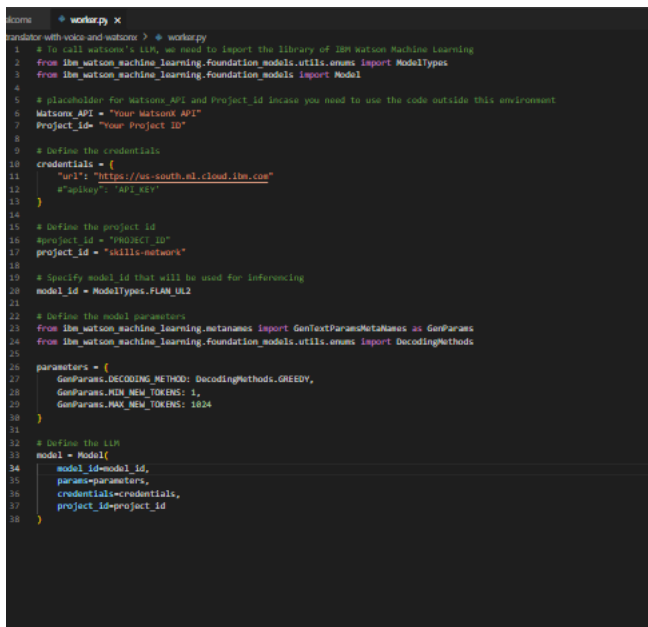 elcome
worker.py ×
translator-with-voice-and-watsonx > worker.py
1 # To call watsonx's LLM, we need to import the library of IBM Watson Machine Learning
2 from ibm_watson_machine_learning.foundation_models.utils.enums import ModelTypes
3 from ibm_watson_machine_learning.foundation_models import Model
4
5 # placeholder for Watsonx_API and Project_id incase you need to use the code outside this environment
6 Watsonx_API = "Your WatsonX API"
7 Project_id= "Your Project ID"
8
9 # Define the credentials
10 credentials = {
11     "url": "https://us-south.ml.cloud.ibm.com"
12     #"apikey": 'API_KEY'
13 }
14
15 # Define the project id
16 #project_id = "PROJECT_ID"
17 project_id = "skills-network"
18
19 # Specify model_id that will be used for inferencing
20 model_id = ModelTypes.FLAN_UL2
21
22 # Define the model parameters
23 from ibm_watson_machine_learning.metanames import GenTextParamsMetaNames as GenParams
24 from ibm_watson_machine_learning.foundation_models.utils.enums import DecodingMethods
25
26 parameters = {
27     GenParams.DECODING_METHOD: DecodingMethods.GREEDY,
28     GenParams.MIN_NEW_TOKENS: 1,
29     GenParams.MAX_NEW_TOKENS: 1024
30 }
31
32 # Define the LLM
33 model = Model(
34     model_id=model_id,
35     params=parameters,
36     credentials=credentials,
37     project_id=project_id
38 )